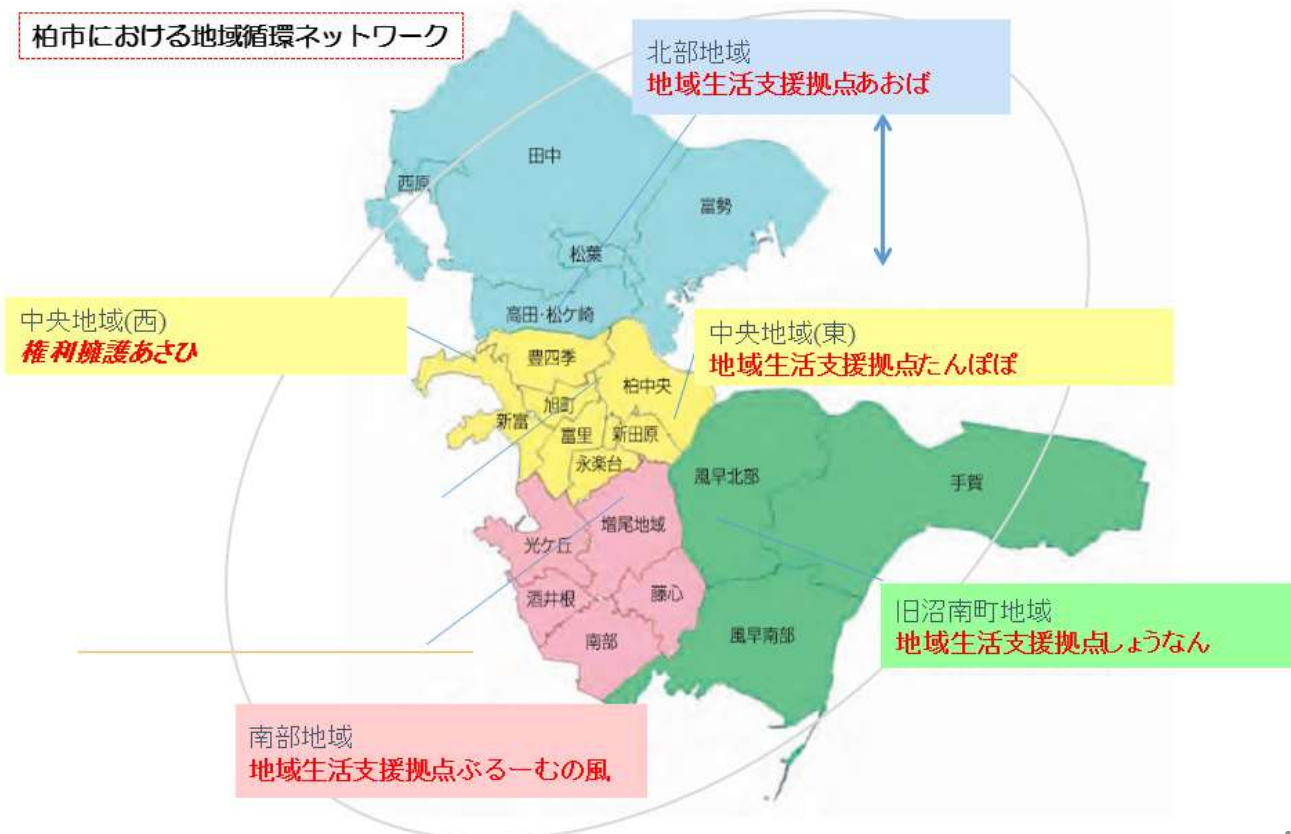 柏市における地域循環ネットワーク
北部地域
地域生活支援拠点あおば
田中
西原
富勢
松葉
高田・松ケ崎
中央地域(西)
権利擁護あさひ
中央地域(東)
地域生活支援拠点たんぽぽ
豊四季
柏中央
旭町
新富
富里
新田原
永楽台
風早北部
手賀
増尾地域
光ケ丘
酒井根
藤心
南部
風早南部
旧沼南町地域
地域生活支援拠点しょうなん
南部地域
地域生活支援拠点ぶるーむの風